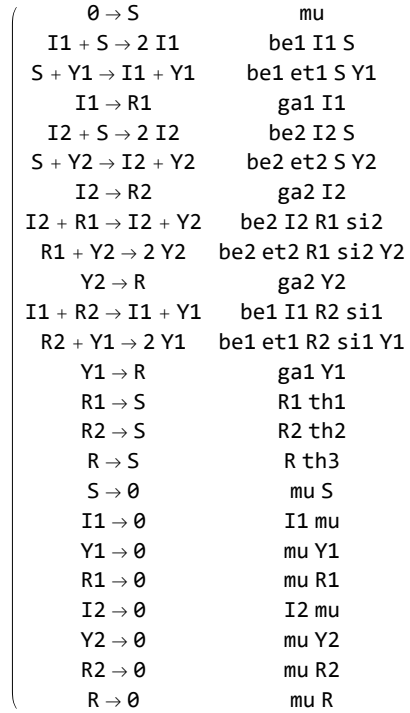 0 → S mu
I1 + S → 2 I1 be1 I1 S
S + Y1 → I1 + Y1 be1 et1 S Y1
I1 → R1 ga1 I1
I2 + S → 2 I2 be2 I2 S
S + Y2 → I2 + Y2 be2 et2 S Y2
I2 → R2 ga2 I2
I2 + R1 → I2 + Y2 be2 I2 R1 si2
R1 + Y2 → 2 Y2 be2 et2 R1 si2 Y2
Y2 → R ga2 Y2
I1 + R2 → I1 + Y1 be1 I1 R2 si1
R2 + Y1 → 2 Y1 be1 et1 R2 si1 Y1
Y1 → R ga1 Y1
R1 → S R1 th1
R2 → S R2 th2
R → S R th3
S → 0 mu S
I1 → 0 I1 mu
Y1 → 0 mu Y1
R1 → 0 mu R1
I2 → 0 I2 mu
Y2 → 0 mu Y2
R2 → 0 mu R2
R → 0 mu R